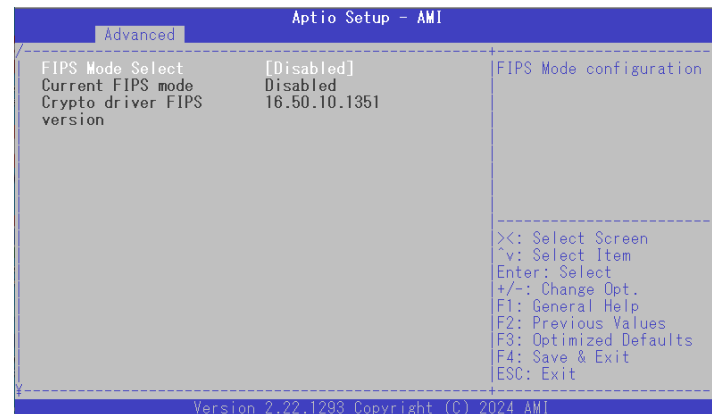 Aptio Setup - AMI
Advanced
FIPS Mode Select [Disabled]
Current FIPS mode Disabled
Crypto driver FIPS 16.50.10.1351
version
FIPS Mode configuration
><: Select Screen
^v: Select Item
Enter: Select
+/-: Change Opt.
F1: General Help
F2: Previous Values
F3: Optimized Defaults
F4: Save & Exit
ESC: Exit
Version 2.22.1293 Copyright (C) 2024 AMI